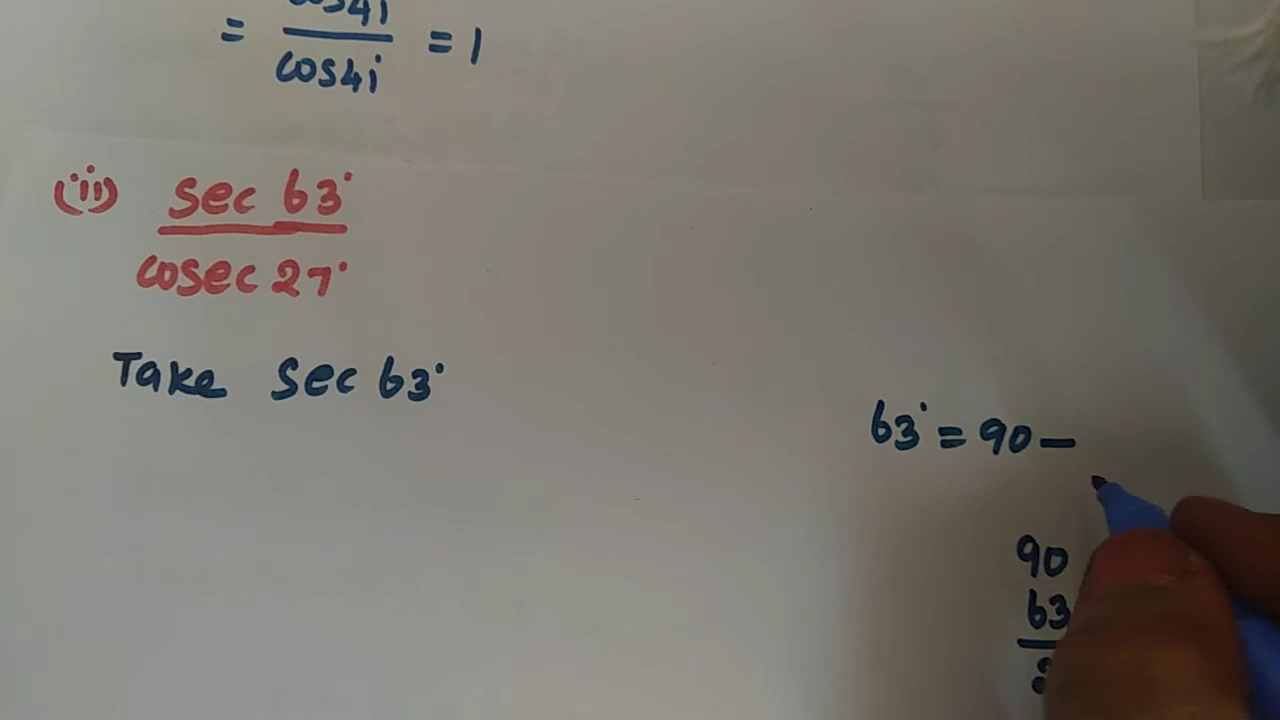 = cos41 / cos41 = 1
(ii) sec 63°
cosec 27°
Take sec 63°
63° = 90 —
90
63